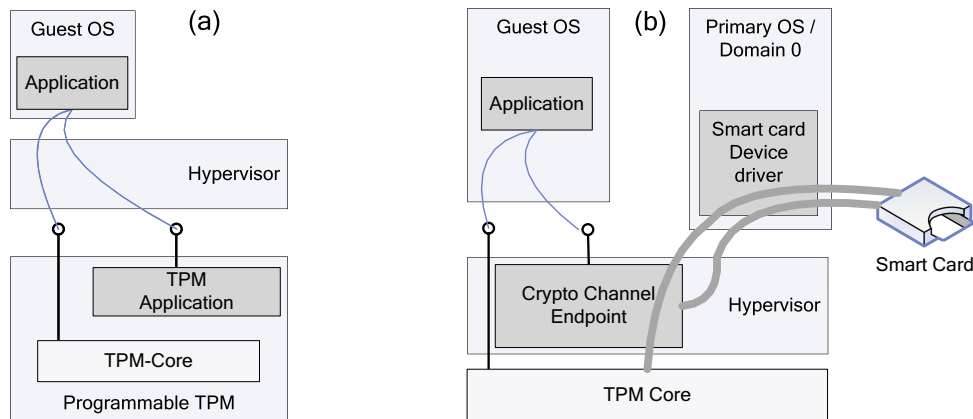 (a)
Guest OS
Application
Hypervisor
TPM
Application
TPM-Core
Programmable TPM
(b)
Guest OS
Application
Primary OS /
Domain 0
Smart card
Device
driver
Smart Card
Crypto Channel
Endpoint
Hypervisor
TPM Core